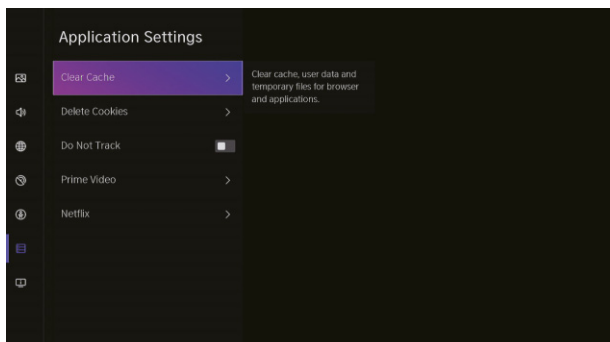 Application Settings
Clear Cache
Clear cache, user data and
temporary files for browser
and applications.
Delete Cookies
Do Not Track
Prime Video
Netflix